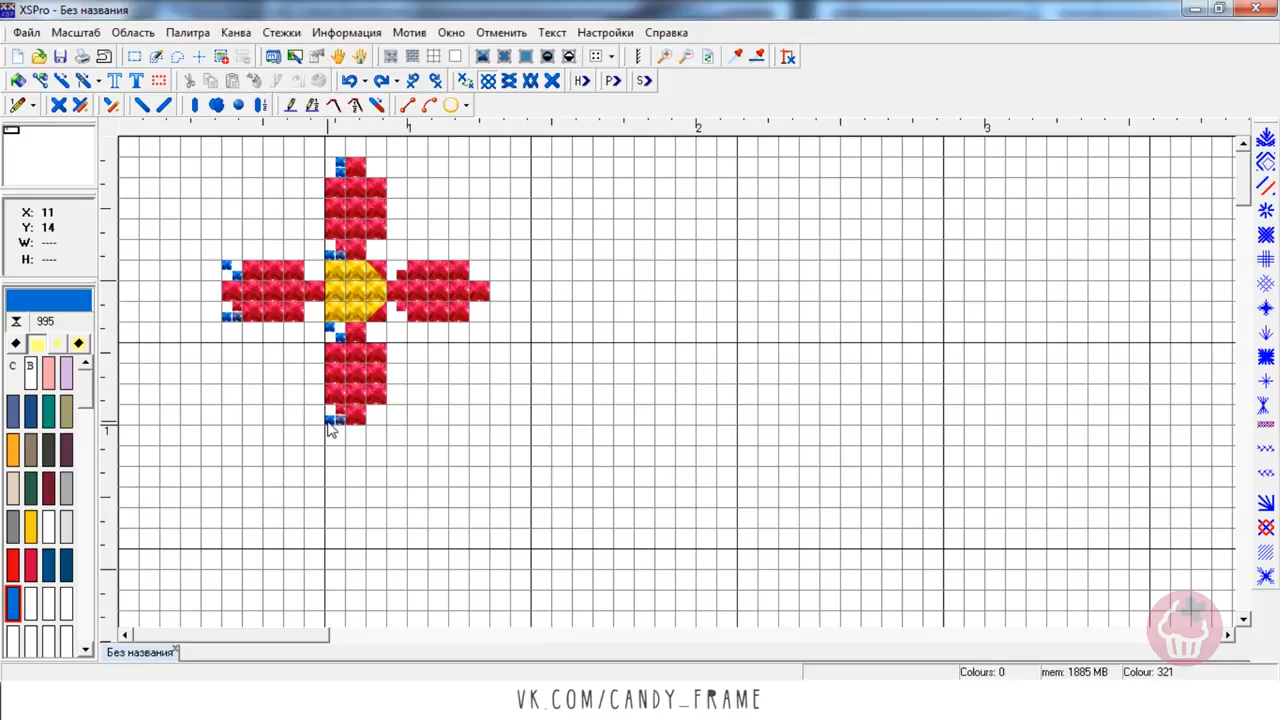 XSPro - Без названия
Файл Масштаб Область Палитра Канва Стежки Информация Мотив Окно Отменить Текст Настройки Справка
H> P> S>
1 2 3
X: 11
Y: 14
W: ----
H: ----
995
C B
1
Без названия
Colours: 0 mem: 1885 MB Colour: 321
VK.COM/CANDY_FRAME